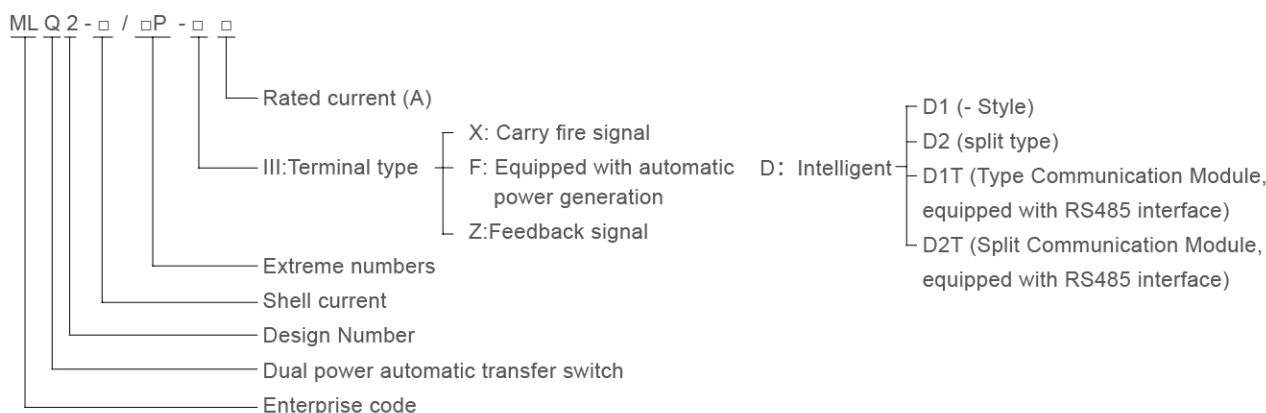 ML Q 2 - □ / □P - □ □
Rated current (A)
III:Terminal type
X: Carry fire signal
F: Equipped with automatic
power generation
Z:Feedback signal
D： Intelligent
D1 (- Style)
D2 (split type)
D1T (Type Communication Module,
equipped with RS485 interface)
D2T (Split Communication Module,
equipped with RS485 interface)
Extreme numbers
Shell current
Design Number
Dual power automatic transfer switch
Enterprise code